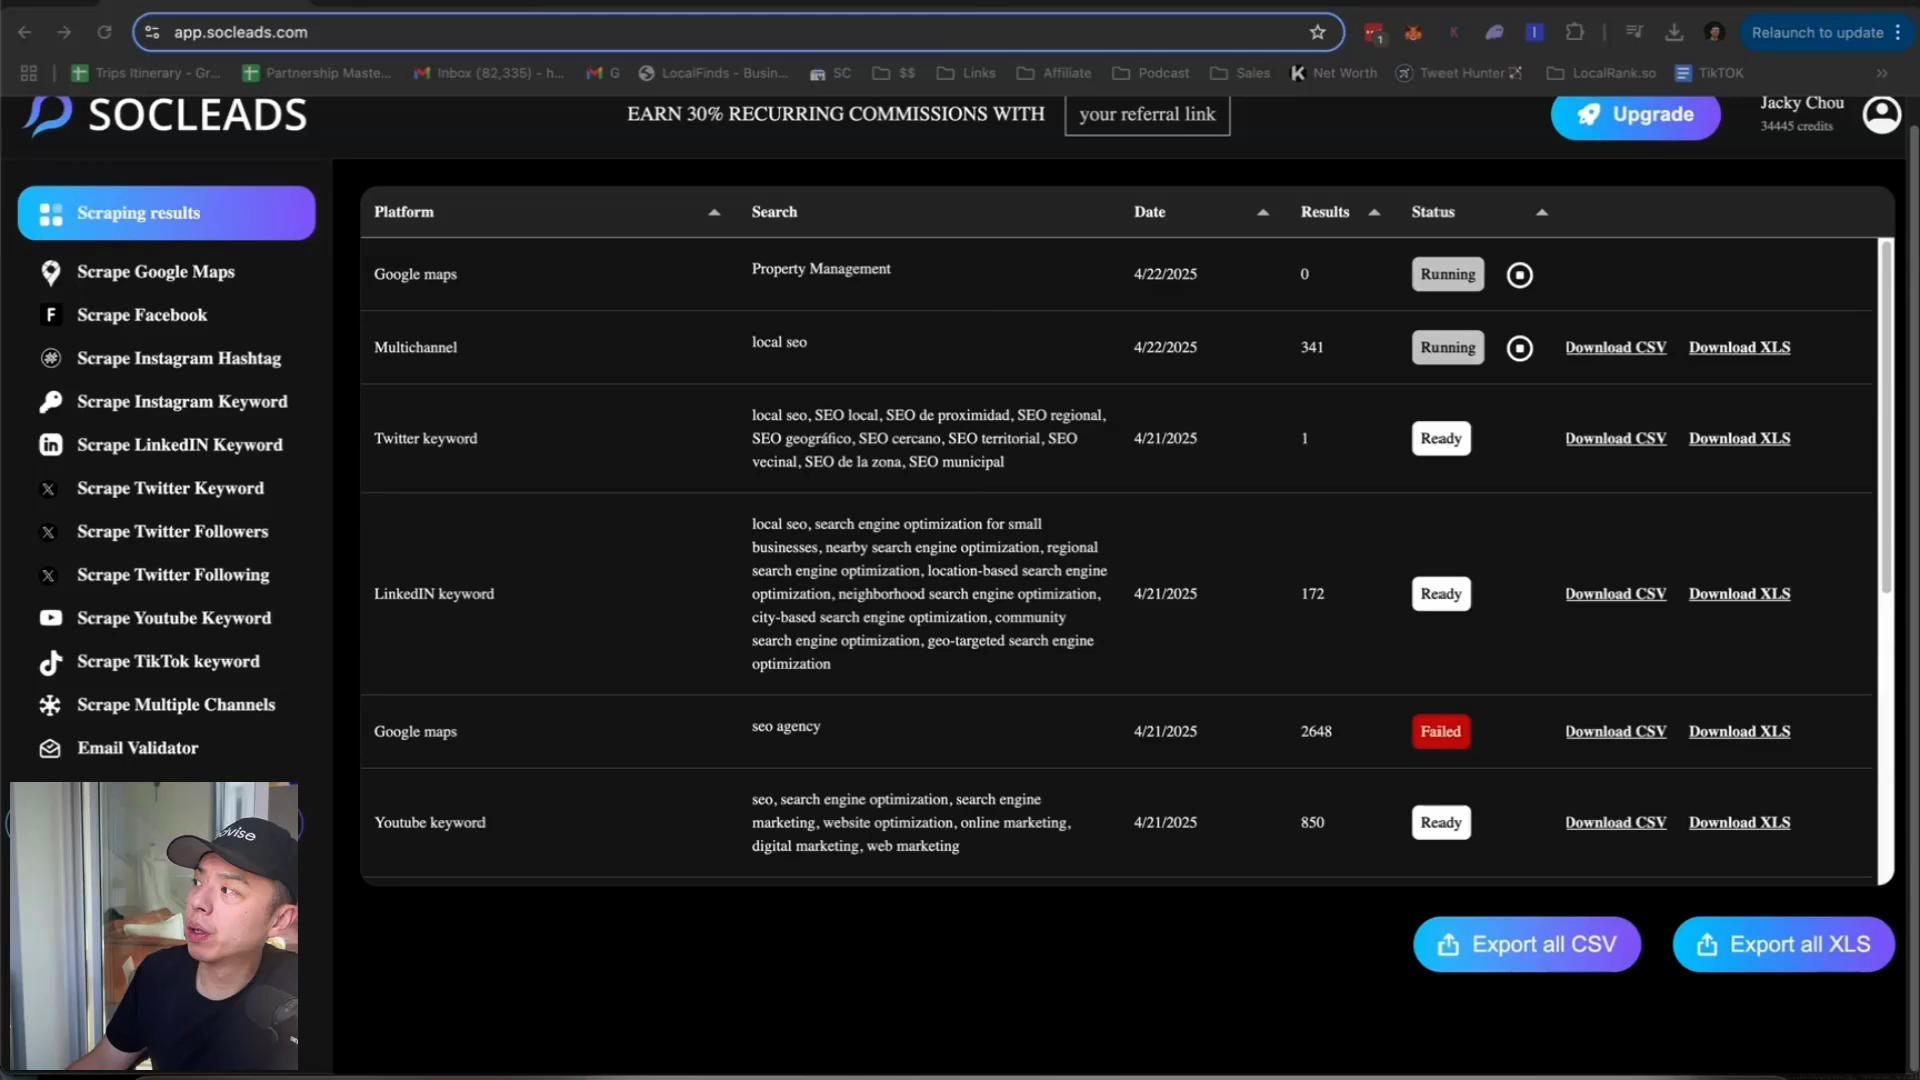 app.socleads.com
1
Relaunch to update
Trips Itinerary - Gr...
Partnership Maste...
Inbox (82,335) - h...
G
LocalFinds - Busin...
SC
$$
Links
Affiliate
Podcast
Sales
Net Worth
Tweet Hunter
LocalRank.so
TikTOK
SOCLEADS
EARN 30% RECURRING COMMISSIONS WITH
your referral link
Upgrade
Jacky Chou
34445 credits
Scraping results
Scrape Google Maps
Scrape Facebook
Scrape Instagram Hashtag
Scrape Instagram Keyword
Scrape LinkedIN Keyword
Scrape Twitter Keyword
Scrape Twitter Followers
Scrape Twitter Following
Scrape Youtube Keyword
Scrape TikTok keyword
Scrape Multiple Channels
Email Validator
Platform Search Date Results Status
Google maps Property Management 4/22/2025 0 Running
Multichannel local seo 4/22/2025 341 Running Download CSV Download XLS
local seo, SEO local, SEO de proximidad, SEO regional,
Twitter keyword SEO geográfico, SEO cercano, SEO territorial, SEO 4/21/2025 1 Ready Download CSV Download XLS
vecinal, SEO de la zona, SEO municipal
local seo, search engine optimization for small
businesses, nearby search engine optimization, regional
search engine optimization, location-based search engine
LinkedIN keyword optimization, neighborhood search engine optimization, 4/21/2025 172 Ready Download CSV Download XLS
city-based search engine optimization, community
search engine optimization, geo-targeted search engine
optimization
Google maps seo agency 4/21/2025 2648 Failed Download CSV Download XLS
seo, search engine optimization, search engine
Youtube keyword marketing, website optimization, online marketing, 4/21/2025 850 Ready Download CSV Download XLS
digital marketing, web marketing
Export all CSV
Export all XLS